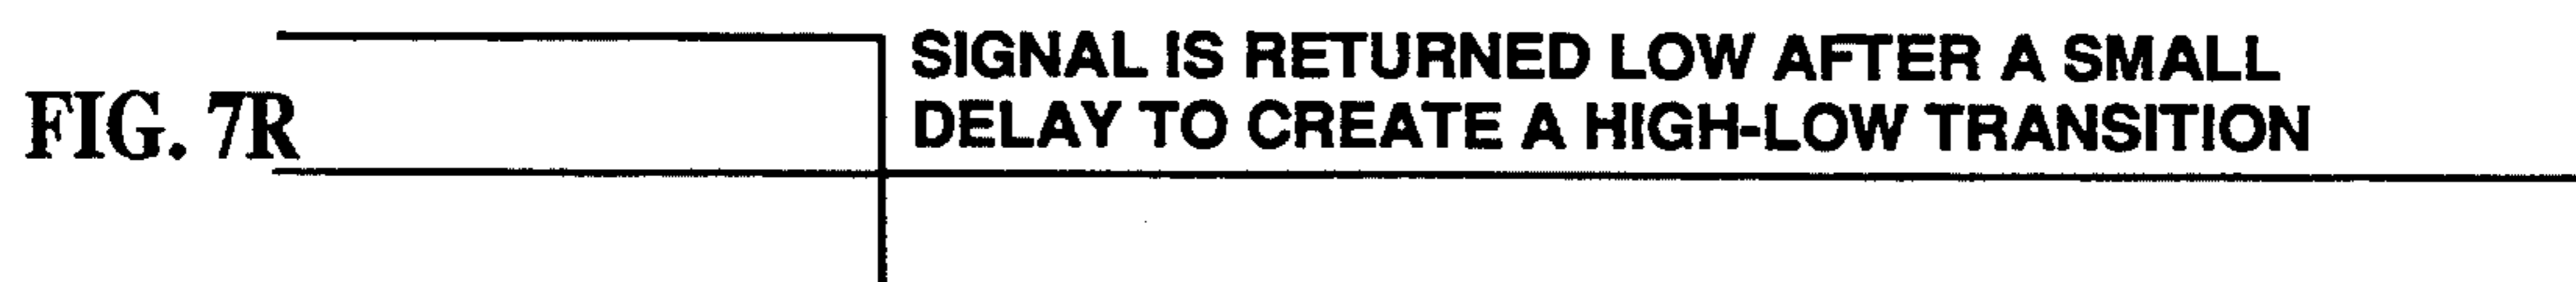 SIGNAL IS RETURNED LOW AFTER A SMALL
DELAY TO CREATE A HIGH-LOW TRANSITION
FIG. 7R